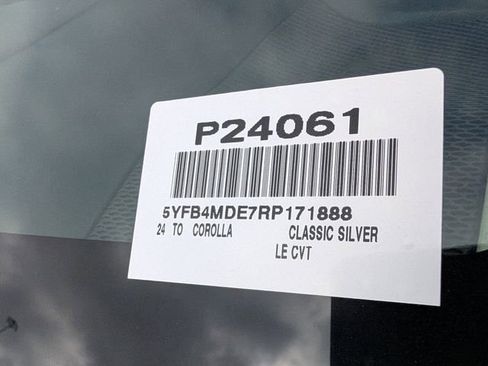 P24061
5YFB4MDE7RP171888
24 TO COROLLA CLASSIC SILVER
LE CVT